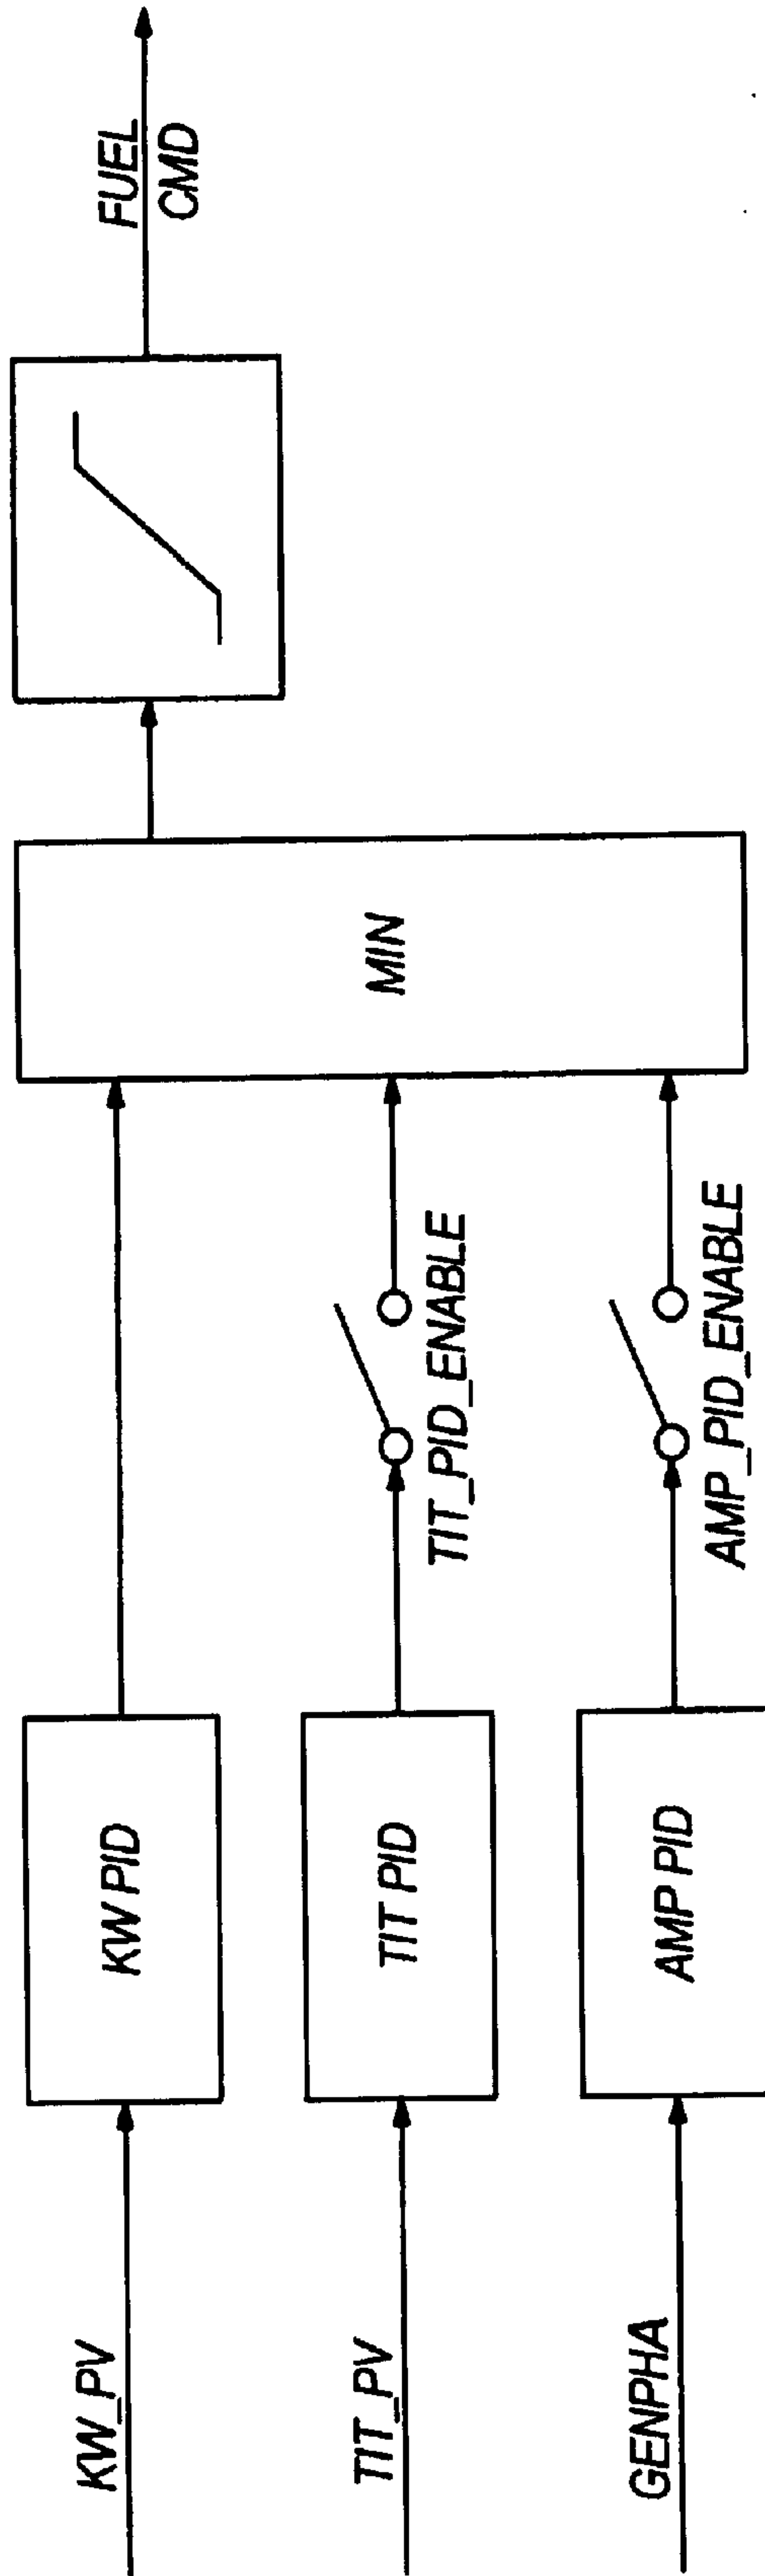 KW_PV
KW PID
TIT_PV
TIT PID
TIT_PID_ENABLE
GENPHA
AMP PID
AMP_PID_ENABLE
MIN
FUEL
CMD